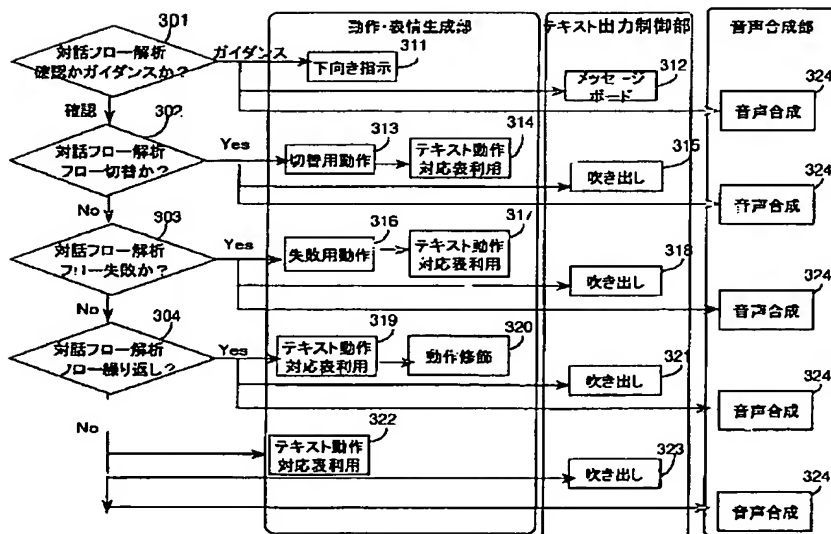 動作・表情生成部
テキスト出力制御部
音声合成部
301
対話フロー解析
確認かガイダンスか？
ガイダンス
311
下向き指示
312
メッセージ
ボード
324
音声合成
確認
302
対話フロー解析
フロー切替か？
Yes
313
切替用動作
314
テキスト動作
対応表利用
315
吹き出し
324
音声合成
No
303
対話フロー解析
フロー失敗か？
Yes
316
失敗用動作
317
テキスト動作
対応表利用
318
吹き出し
324
音声合成
No
304
対話フロー解析
フロー繰り返し？
Yes
319
テキスト動作
対応表利用
320
動作修飾
321
吹き出し
324
音声合成
No
322
テキスト動作
対応表利用
323
吹き出し
324
音声合成